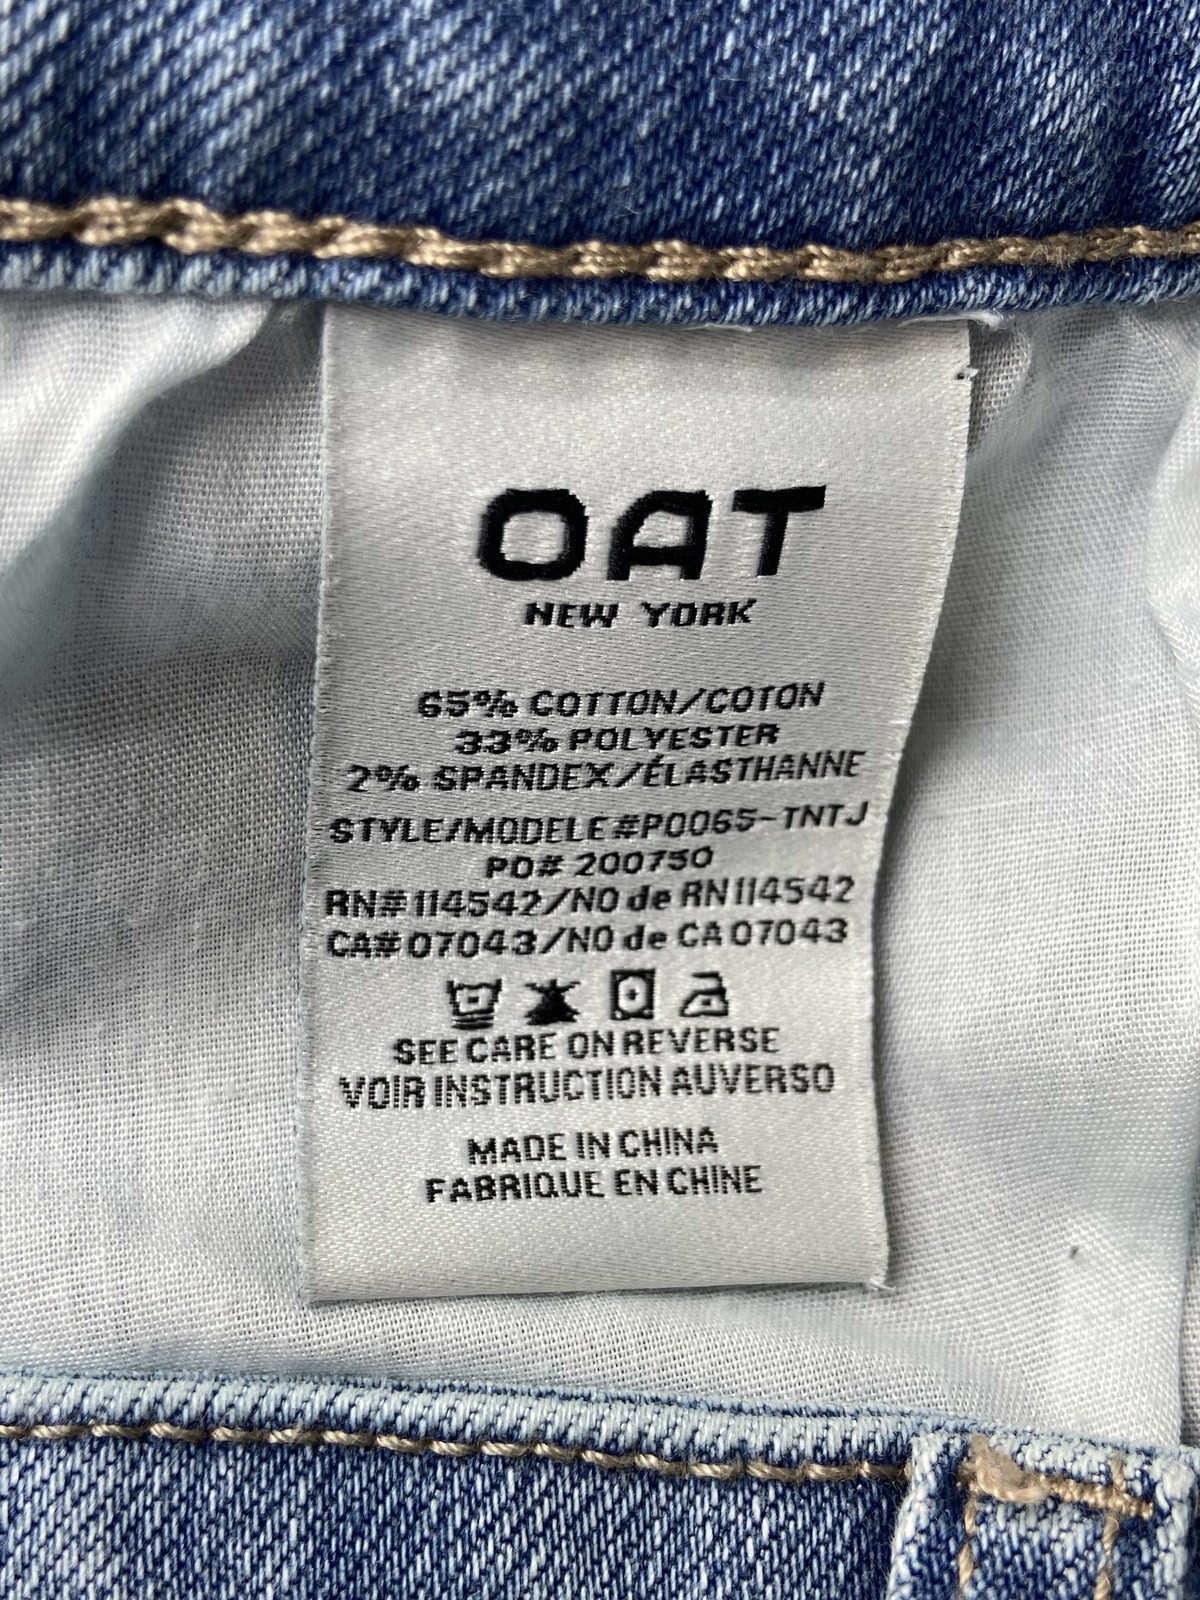 OAT
NEW YORK
65% COTTON/COTON
33% POLYESTER
2% SPANDEX/ÉLASTHANNE
STYLE/MODELE#P0065-TNTJ
PO# 200750
RN#114542/NO de RN114542
CA#07043/NO de CA07043
SEE CARE ON REVERSE
VOIR INSTRUCTION AUVERSO
MADE IN CHINA
FABRIQUE EN CHINE